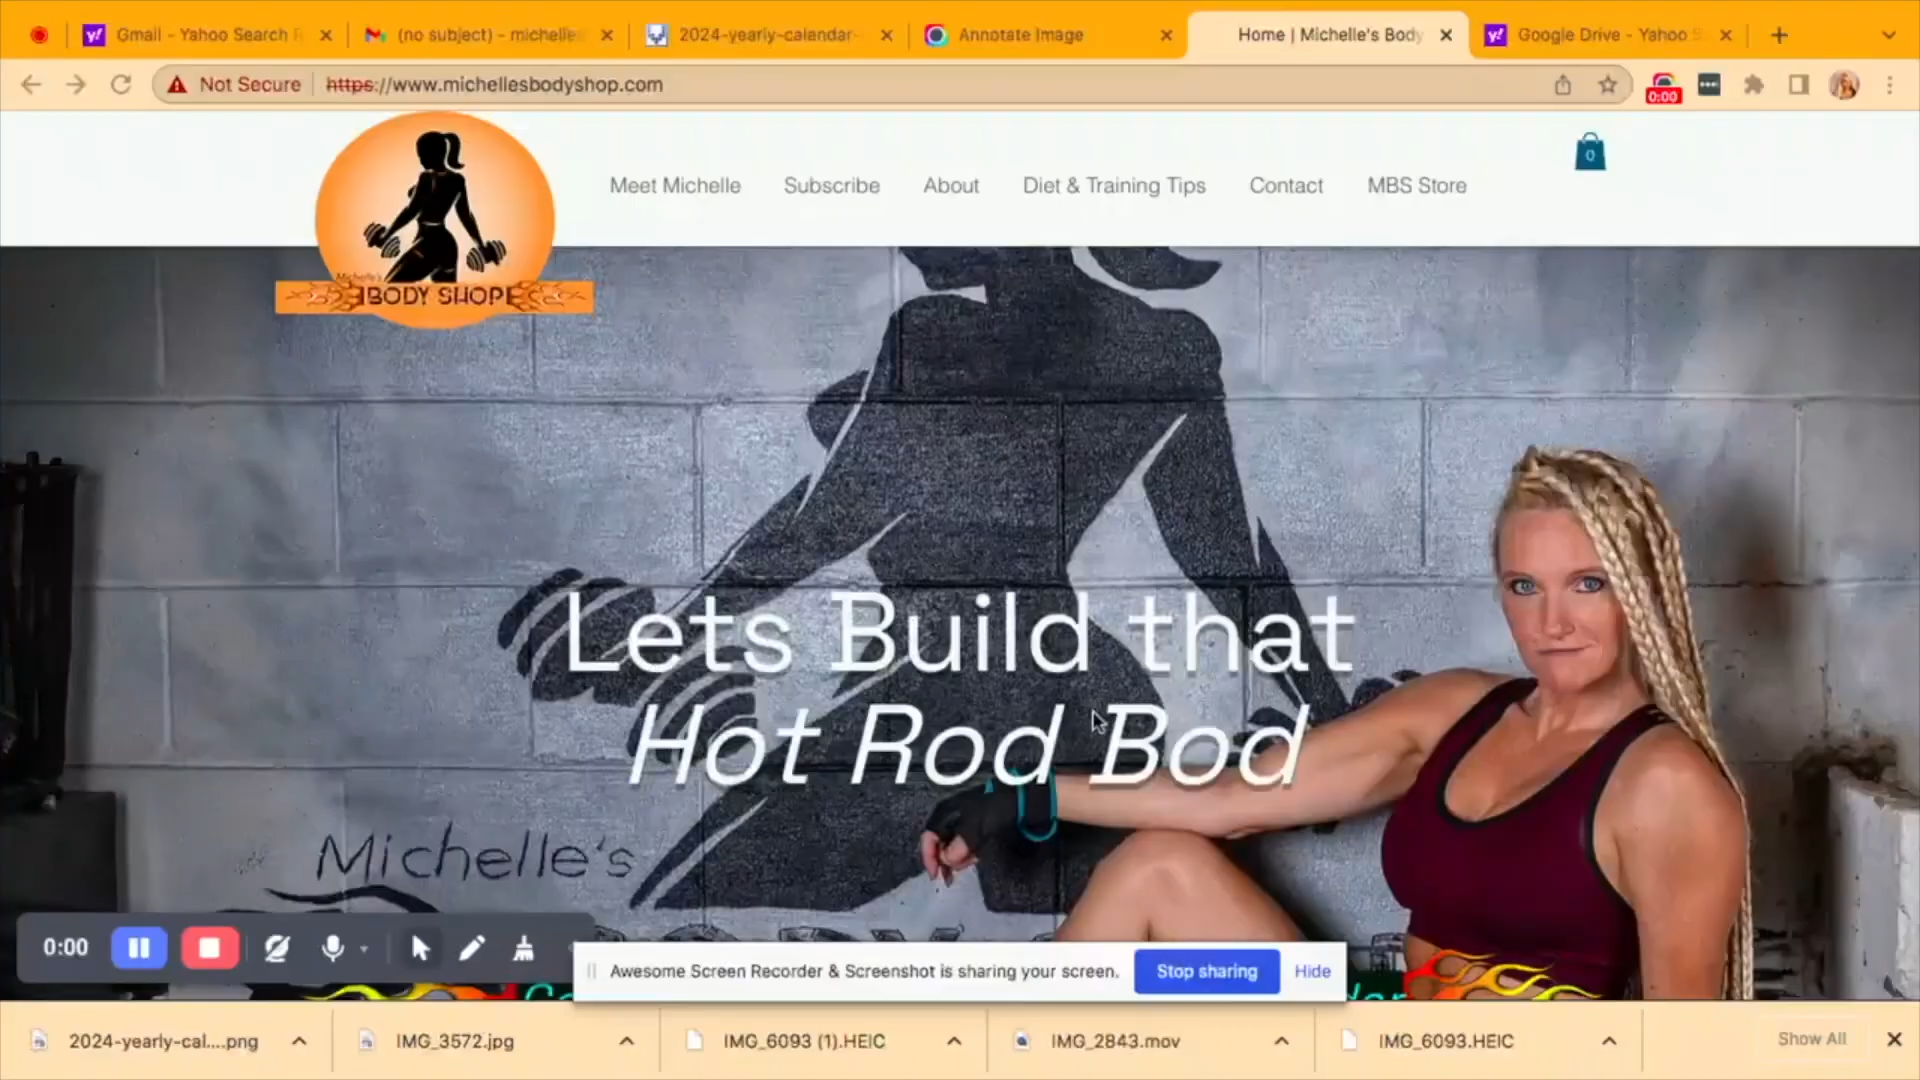 Gmail - Yahoo Search R
(no subject) - michelle
2024-yearly-calendar-
Annotate Image
Home | Michelle's Body
Google Drive - Yahoo S
Not Secure
https://www.michellesbodyshop.com
0:00
Michelle's
BODY SHOP
Meet Michelle
Subscribe
About
Diet & Training Tips
Contact
MBS Store
0
Lets Build that
Hot Rod Bod
Michelle's
0:00
Awesome Screen Recorder & Screenshot is sharing your screen.
Stop sharing
Hide
2024-yearly-cal....png
IMG_3572.jpg
IMG_6093 (1).HEIC
IMG_2843.mov
IMG_6093.HEIC
Show All